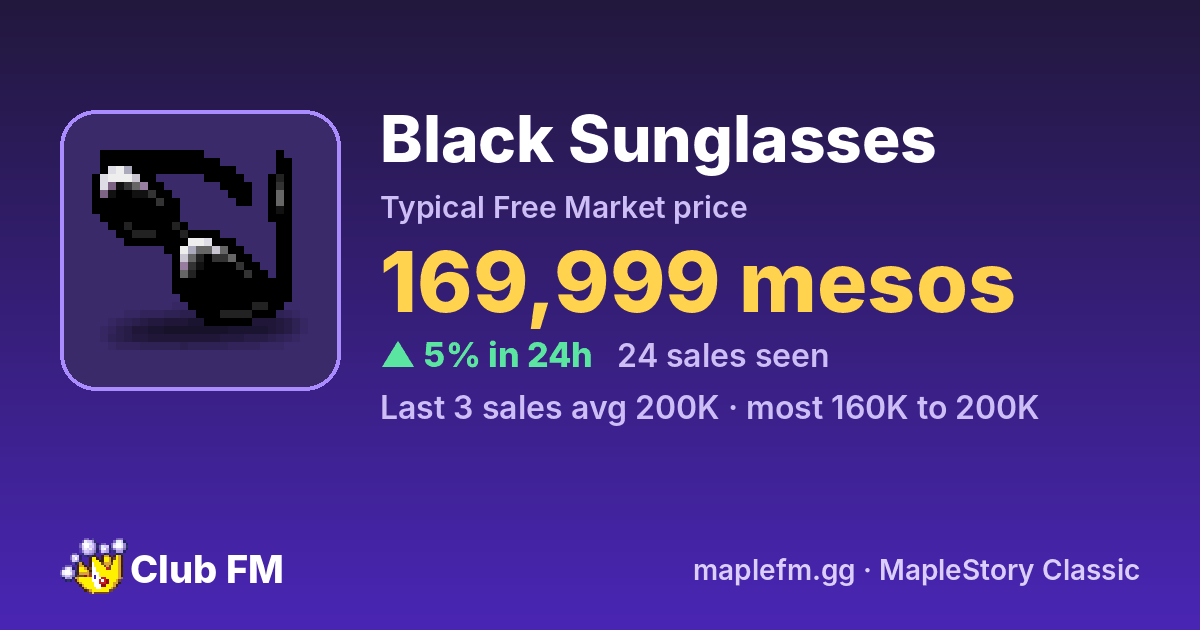 Black Sunglasses
Typical Free Market price
169,999 mesos
▲ 5% in 24h 24 sales seen
Last 3 sales avg 200K · most 160K to 200K
Club FM
maplefm.gg · MapleStory Classic